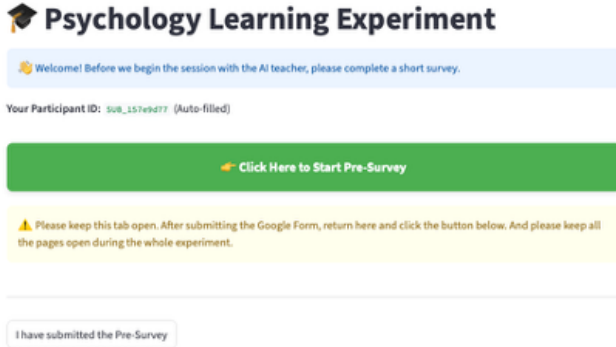 🎓 Psychology Learning Experiment
👋 Welcome! Before we begin the session with the AI teacher, please complete a short survey.
Your Participant ID: SUB_157e9d77 (Auto-filled)
👉 Click Here to Start Pre-Survey
⚠️ Please keep this tab open. After submitting the Google Form, return here and click the button below. And please keep all
the pages open during the whole experiment.
I have submitted the Pre-Survey